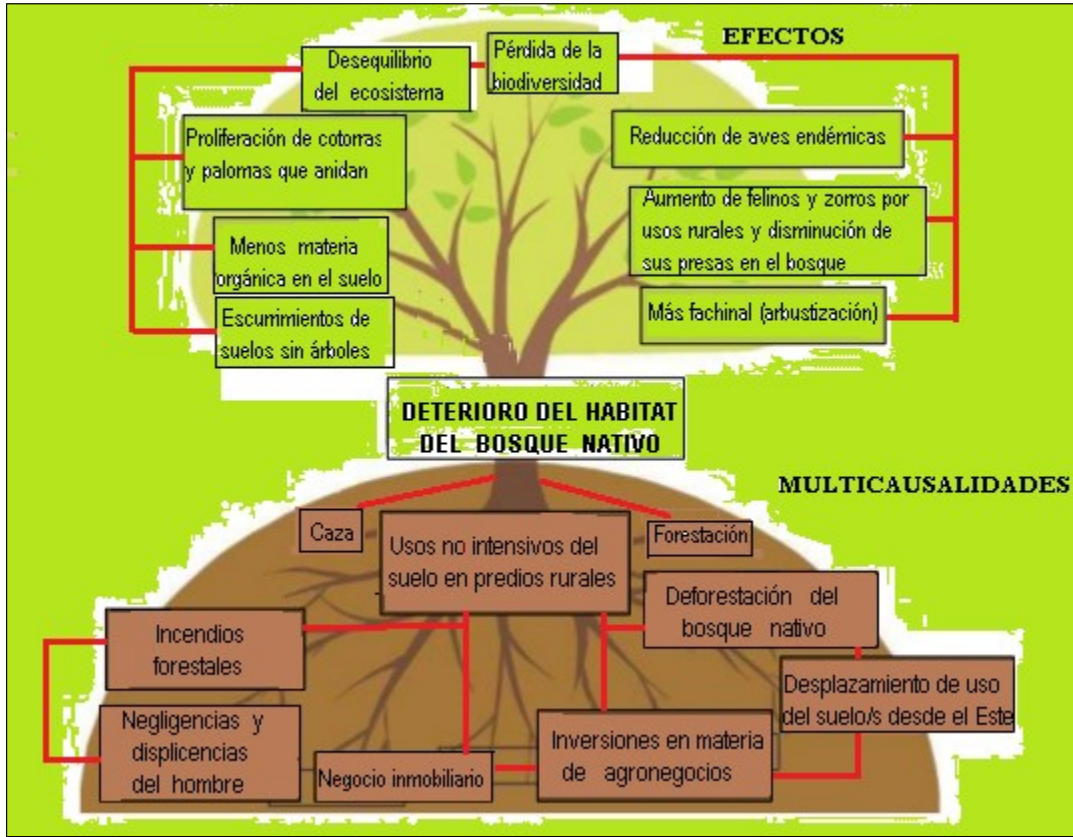 EFECTOS
Desequilibrio
del ecosistema
Pérdida de la
biodiversidad
Proliferación de cotorras
y palomas que anidan
Menos materia
orgánica en el suelo
Escurrimientos de
suelos sin árboles
Reducción de aves endémicas
Aumento de felinos y zorros por
usos rurales y disminución de
sus presas en el bosque
Más fachinal (arbustización)
DETERIORO DEL HABITAT
DEL BOSQUE NATIVO
MULTICAUSALIDADES
Caza
Usos no intensivos del
suelo en predios rurales
Forestación
Incendios
forestales
Deforestación del
bosque nativo
Negligencias y
displicencias
del hombre
Negocio inmobiliario
Inversiones en materia
de agronegocios
Desplazamiento de uso
del suelo/s desde el Este